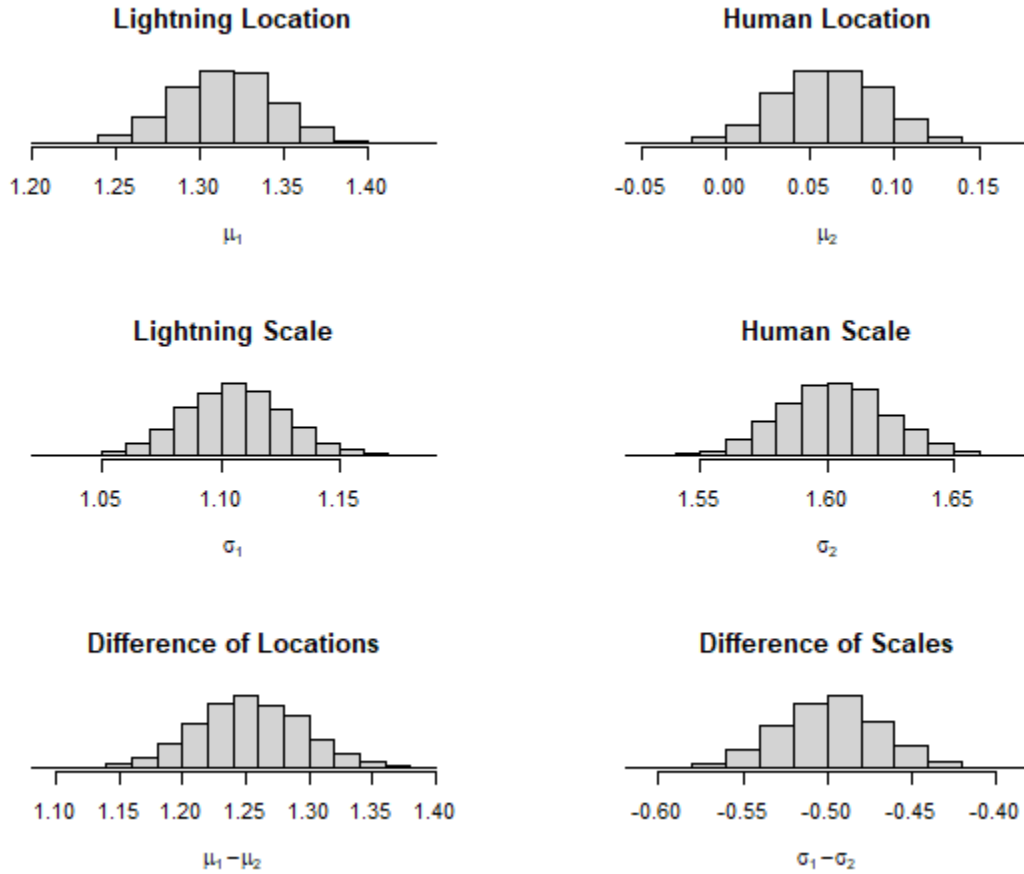 Lightning Location
1.20 1.25 1.30 1.35 1.40
μ1
Human Location
-0.05 0.00 0.05 0.10 0.15
μ2
Lightning Scale
1.05 1.10 1.15
σ1
Human Scale
1.55 1.60 1.65
σ2
Difference of Locations
1.10 1.15 1.20 1.25 1.30 1.35 1.40
μ1−μ2
Difference of Scales
-0.60 -0.55 -0.50 -0.45 -0.40
σ1−σ2